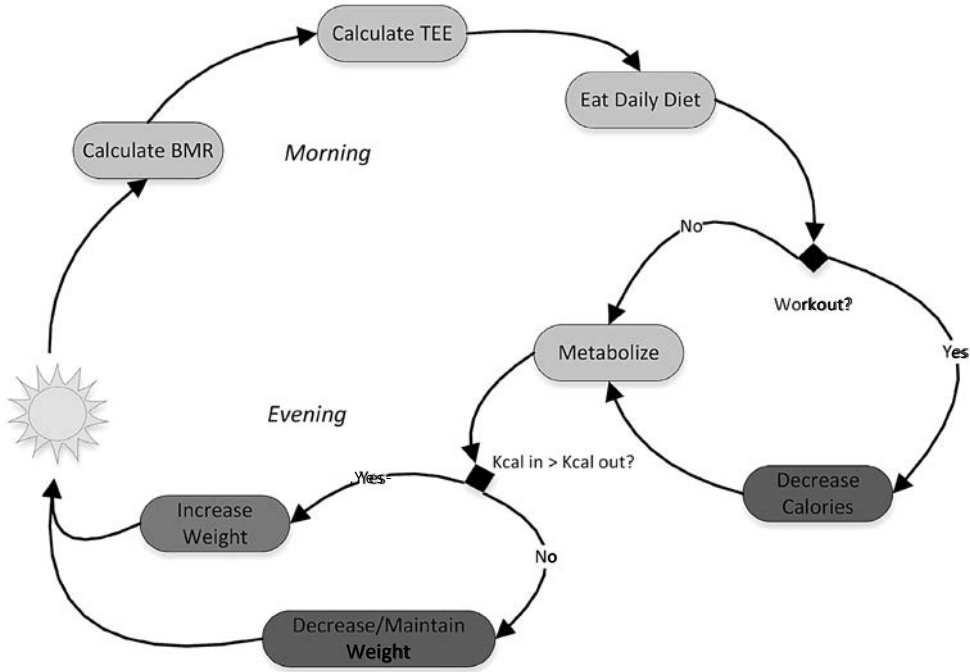 Calculate TEE
Eat Daily Diet
Calculate BMR
Morning
No
Workout?
Metabolize
Yes
Evening
Kcal in > Kcal out?
Yes
Decrease
Calories
Increase
Weight
No
Decrease/Maintain
Weight